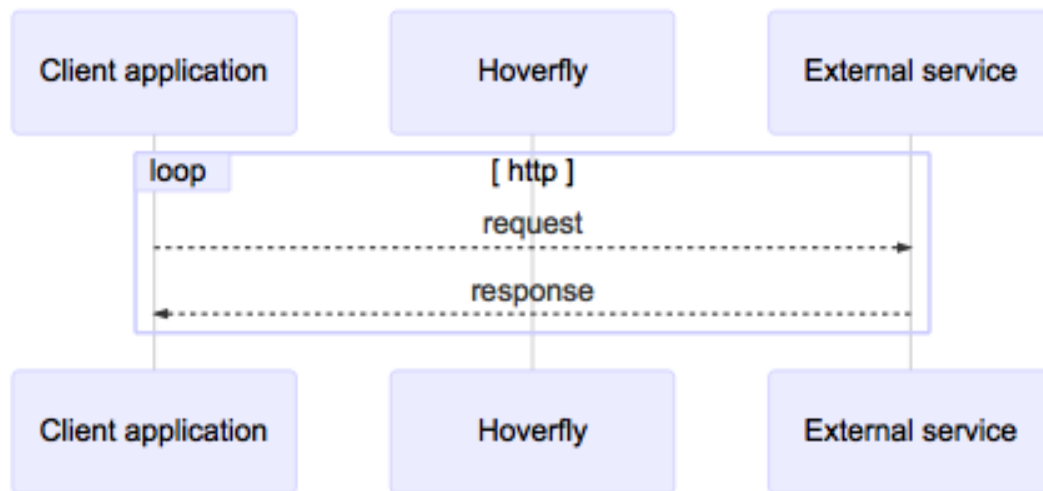 Client application
Hoverfly
External service
loop
[ http ]
request
response
Client application
Hoverfly
External service